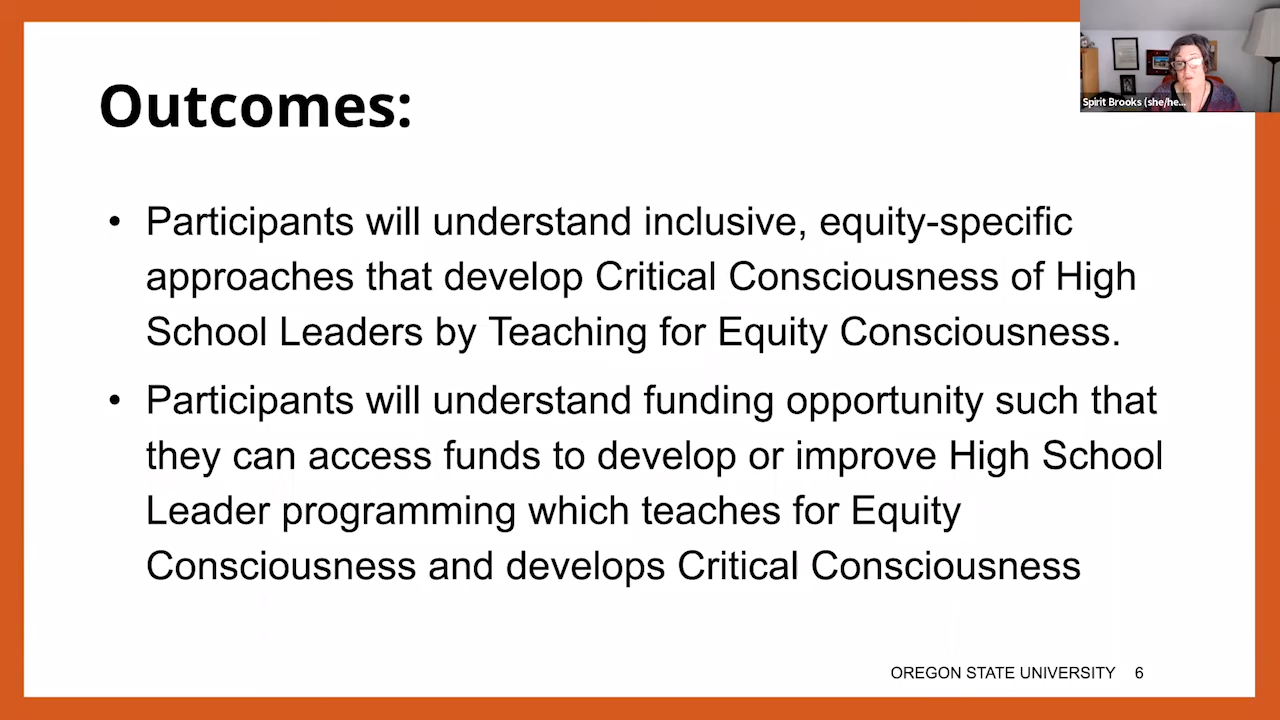 Spirit Brooks (she/he...
Outcomes:
• Participants will understand inclusive, equity-specific
approaches that develop Critical Consciousness of High
School Leaders by Teaching for Equity Consciousness.
• Participants will understand funding opportunity such that
they can access funds to develop or improve High School
Leader programming which teaches for Equity
Consciousness and develops Critical Consciousness
OREGON STATE UNIVERSITY 6